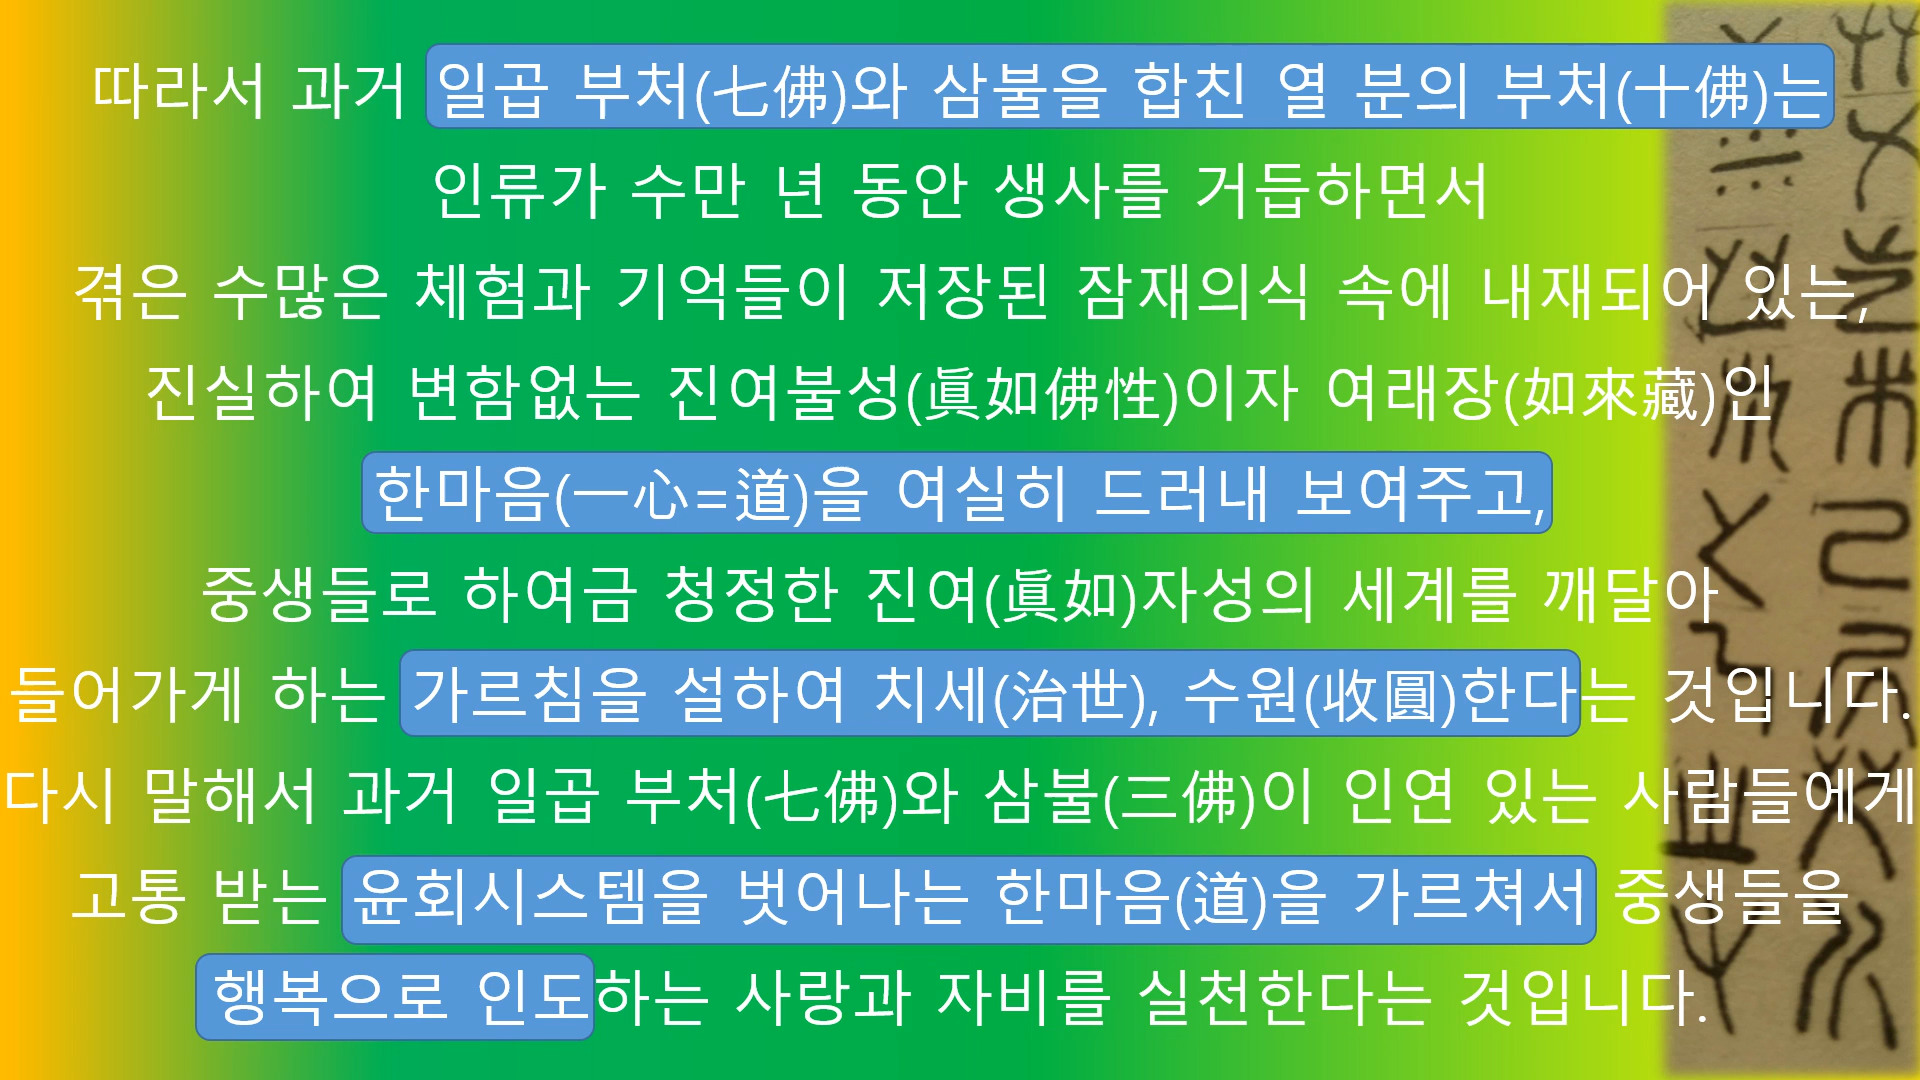 따라서 과거 일곱 부처(七佛)와 삼불을 합친 열 분의 부처(十佛)는
인류가 수만 년 동안 생사를 거듭하면서
겪은 수많은 체험과 기억들이 저장된 잠재의식 속에 내재되어 있는,
진실하여 변함없는 진여불성(眞如佛性)이자 여래장(如來藏)인
한마음(一心=道)을 여실히 드러내 보여주고,
중생들로 하여금 청정한 진여(眞如)자성의 세계를 깨달아
들어가게 하는 가르침을 설하여 치세(治世), 수원(收圓)한다는 것입니다.
다시 말해서 과거 일곱 부처(七佛)와 삼불(三佛)이 인연 있는 사람들에게
고통 받는 윤회시스템을 벗어나는 한마음(道)을 가르쳐서 중생들을
행복으로 인도하는 사랑과 자비를 실천한다는 것입니다.